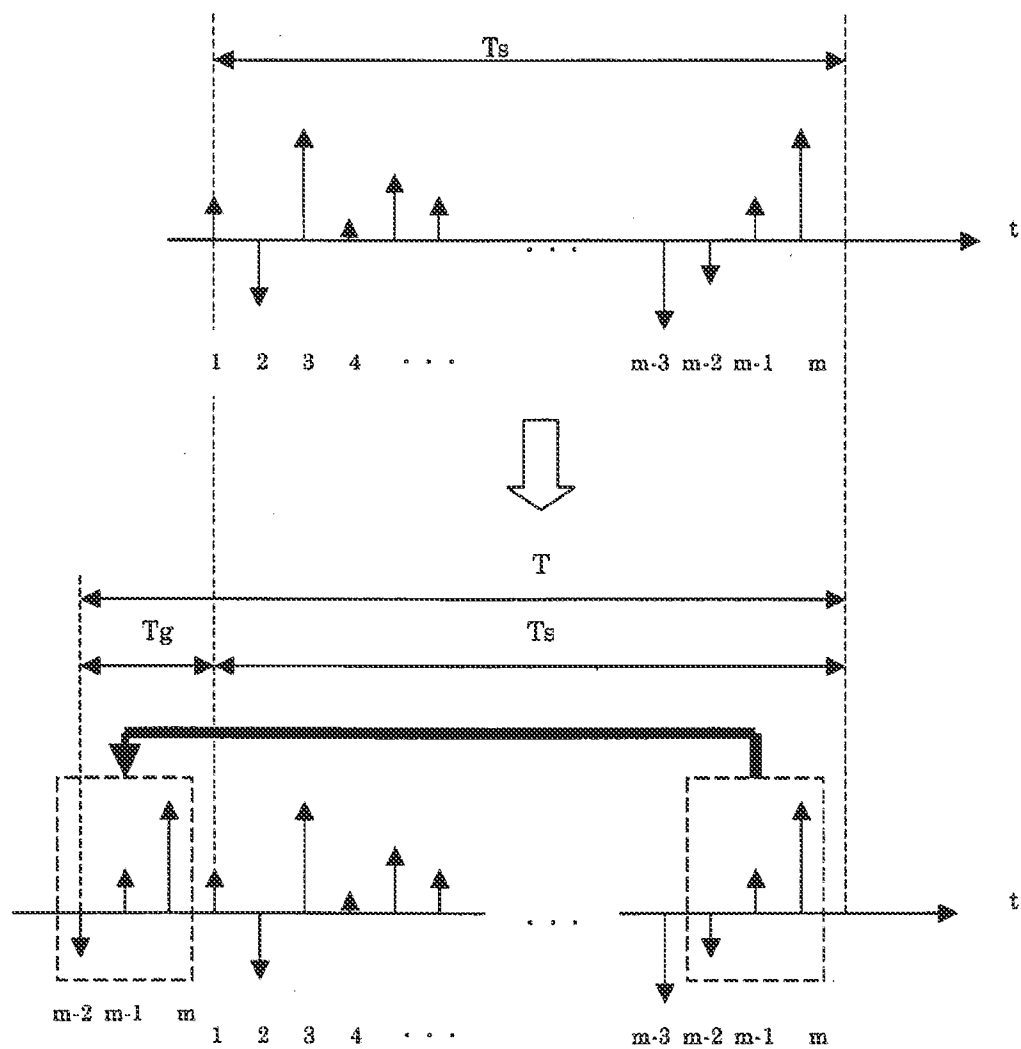 Ts
t
1 2 3 4 · · · m-3 m-2 m-1 m
· · ·
T
Tg Ts
t
· · ·
m-2 m-1 m 1 2 3 4 · · · m-3 m-2 m-1 m